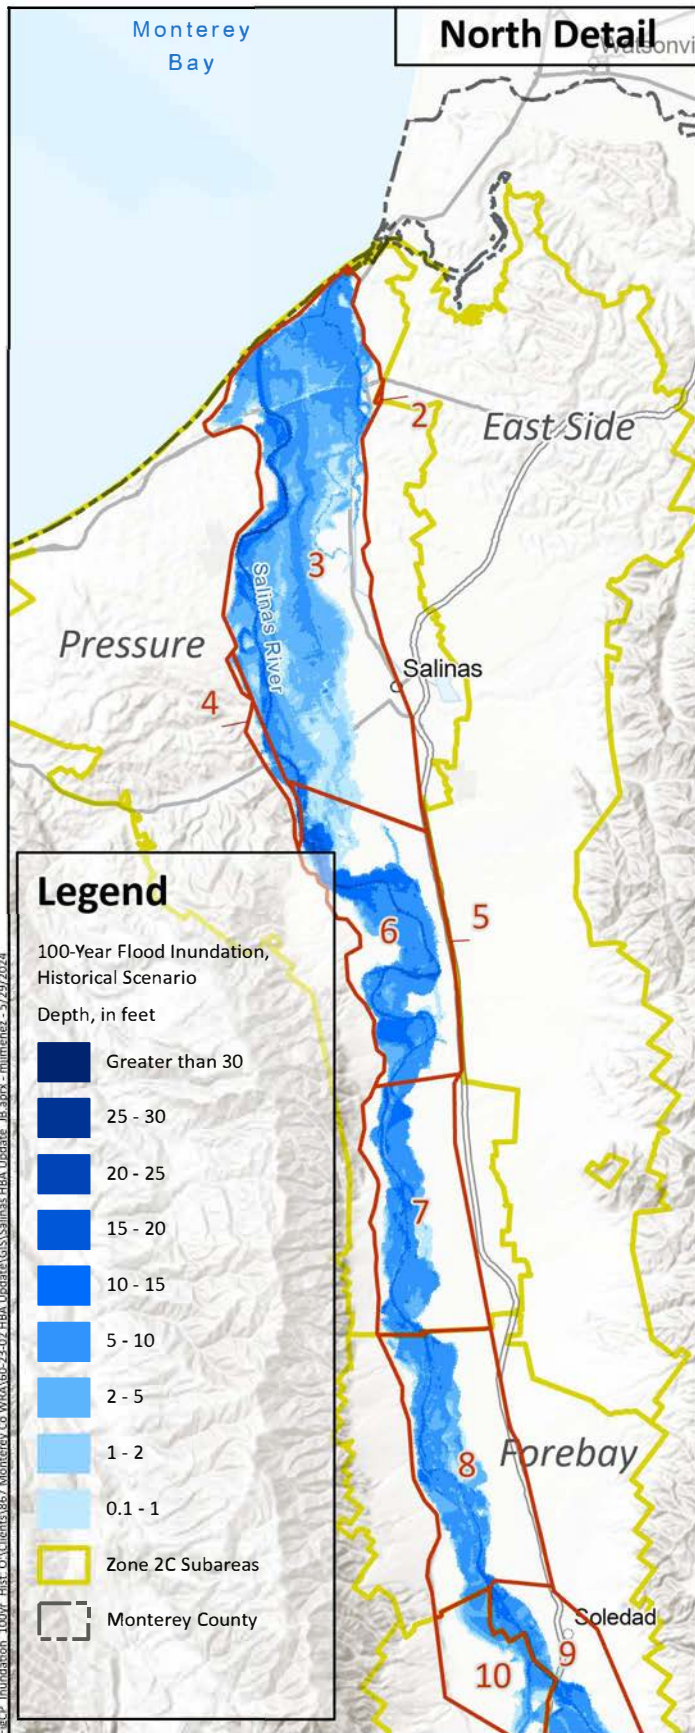 Monterey
Bay
North Detail
2
East Side
3
Salinas River
Pressure
Salinas
4
5
6
7
8
Forebay
9
Soledad
10
Legend
100-Year Flood Inundation,
Historical Scenario
Depth, in feet
Greater than 30
25 - 30
20 - 25
15 - 20
10 - 15
5 - 10
2 - 5
1 - 2
0.1 - 1
Zone 2C Subareas
Monterey County